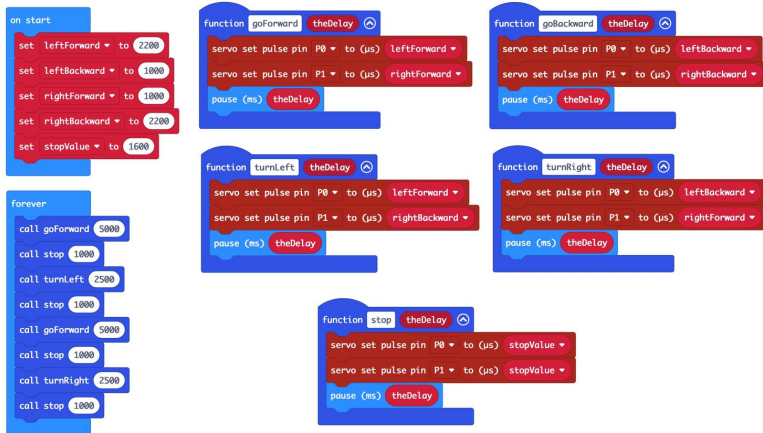 on start
set leftForward to 2200
set leftBackward to 1000
set rightForward to 1000
set rightBackward to 2200
set stopValue to 1600
forever
call goForward 5000
call stop 1000
call turnLeft 2500
call stop 1000
call goForward 5000
call stop 1000
call turnRight 2500
call stop 1000
function goForward theDelay
servo set pulse pin P0 to (μs) leftForward
servo set pulse pin P1 to (μs) rightForward
pause (ms) theDelay
function goBackward theDelay
servo set pulse pin P0 to (μs) leftBackward
servo set pulse pin P1 to (μs) rightBackward
pause (ms) theDelay
function turnLeft theDelay
servo set pulse pin P0 to (μs) leftForward
servo set pulse pin P1 to (μs) rightBackward
pause (ms) theDelay
function turnRight theDelay
servo set pulse pin P0 to (μs) leftBackward
servo set pulse pin P1 to (μs) rightForward
pause (ms) theDelay
function stop theDelay
servo set pulse pin P0 to (μs) stopValue
servo set pulse pin P1 to (μs) stopValue
pause (ms) theDelay